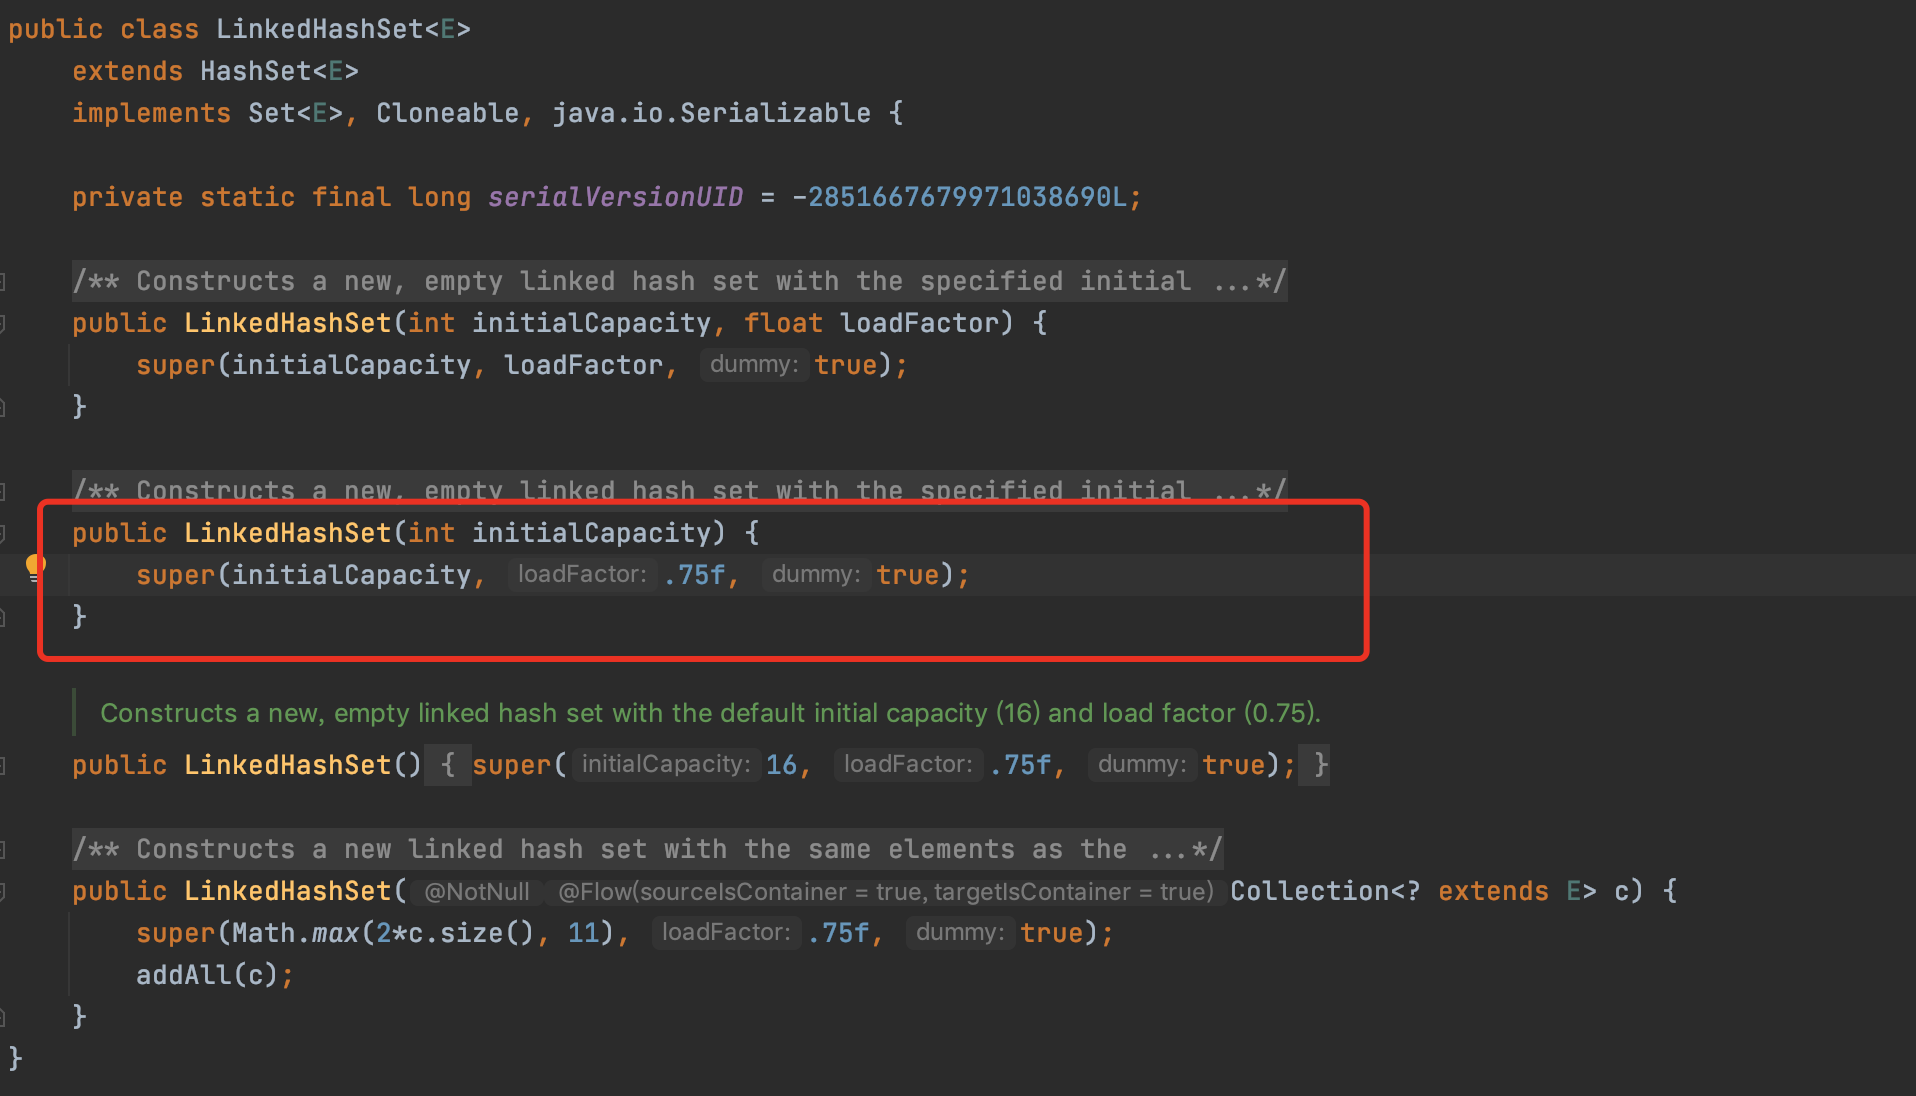 public class LinkedHashSet<E>
extends HashSet<E>
implements Set<E>, Cloneable, java.io.Serializable {
private static final long serialVersionUID = -2851667679971038690L;
/** Constructs a new, empty linked hash set with the specified initial ...*/
public LinkedHashSet(int initialCapacity, float loadFactor) {
super(initialCapacity, loadFactor, dummy: true);
}
/** Constructs a new, empty linked hash set with the specified initial ...*/
public LinkedHashSet(int initialCapacity) {
super(initialCapacity, loadFactor: .75f, dummy: true);
}
Constructs a new, empty linked hash set with the default initial capacity (16) and load factor (0.75).
public LinkedHashSet() { super( initialCapacity: 16, loadFactor: .75f, dummy: true); }
/** Constructs a new linked hash set with the same elements as the ...*/
public LinkedHashSet( @NotNull @Flow(sourceIsContainer = true, targetIsContainer = true) Collection<? extends E> c) {
super(Math.max(2*c.size(), 11), loadFactor: .75f, dummy: true);
addAll(c);
}
}